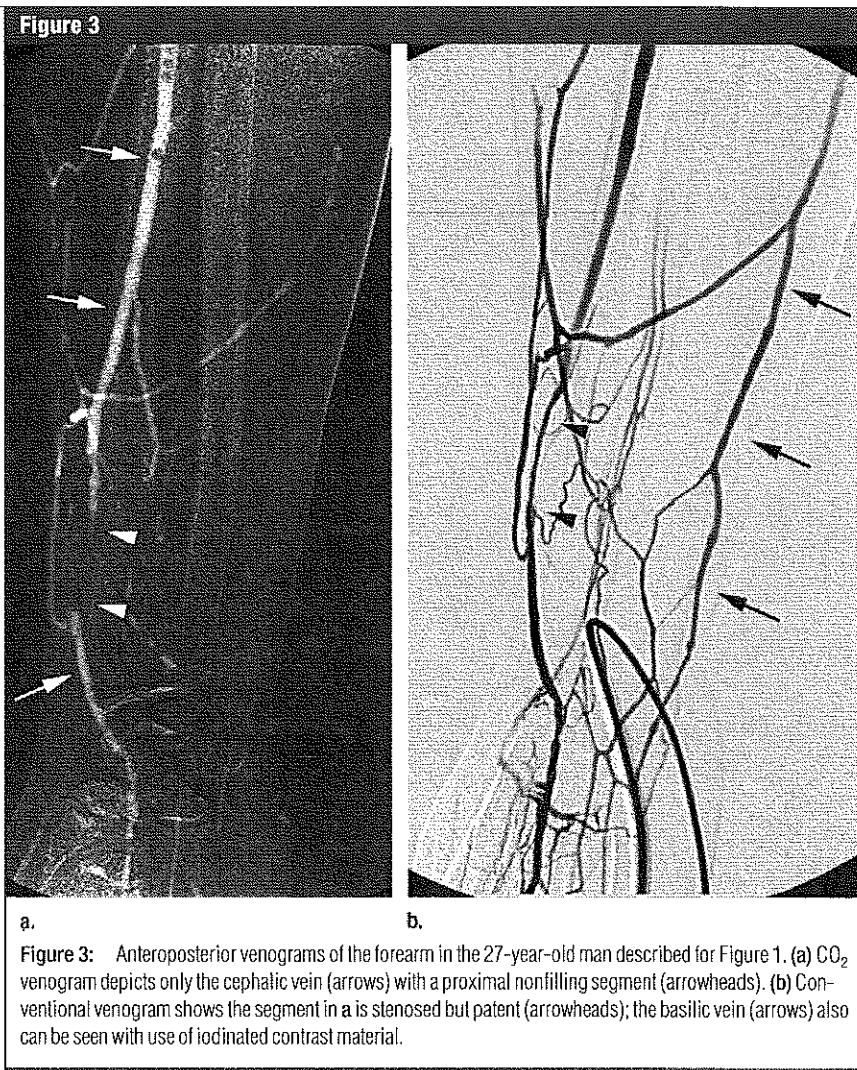 Figure 3
a.
b.
Figure 3: Anteroposterior venograms of the forearm in the 27-year-old man described for Figure 1. (a) CO₂
venogram depicts only the cephalic vein (arrows) with a proximal nonfilling segment (arrowheads). (b) Con-
ventional venogram shows the segment in a is stenosed but patent (arrowheads); the basilic vein (arrows) also
can be seen with use of iodinated contrast material.